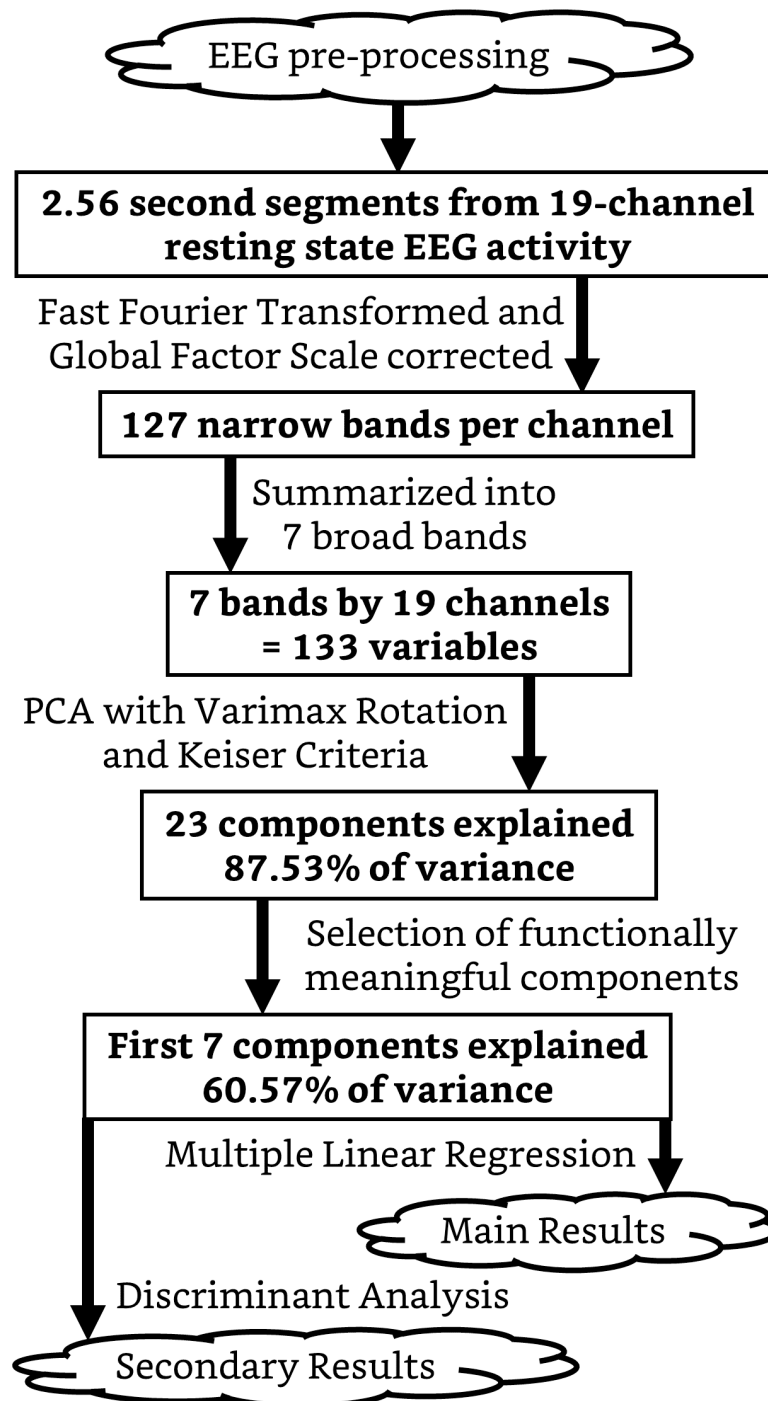 EEG pre-processing
2.56 second segments from 19-channel
resting state EEG activity
Fast Fourier Transformed and
Global Factor Scale corrected
127 narrow bands per channel
Summarized into
7 broad bands
7 bands by 19 channels
= 133 variables
PCA with Varimax Rotation
and Keiser Criteria
23 components explained
87.53% of variance
Selection of functionally
meaningful components
First 7 components explained
60.57% of variance
Multiple Linear Regression
Main Results
Discriminant Analysis
Secondary Results